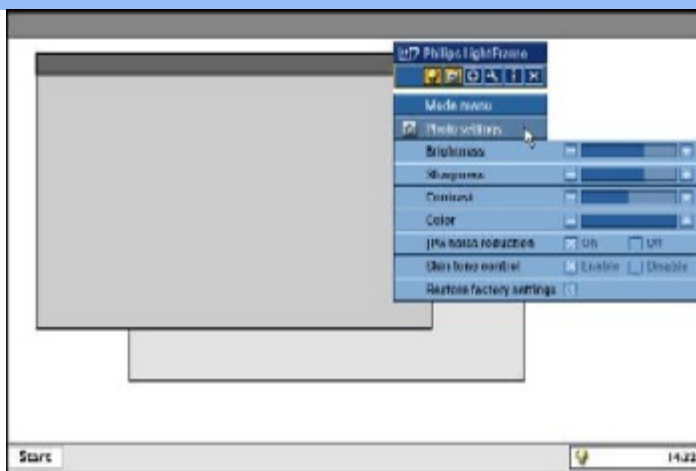 Philips LightFrame
Mode menu
Photo settings
Brightness
Sharpness
Contrast
Color
JPG noise reduction On Off
Skin tone control Enable Disable
Restore factory settings
Start